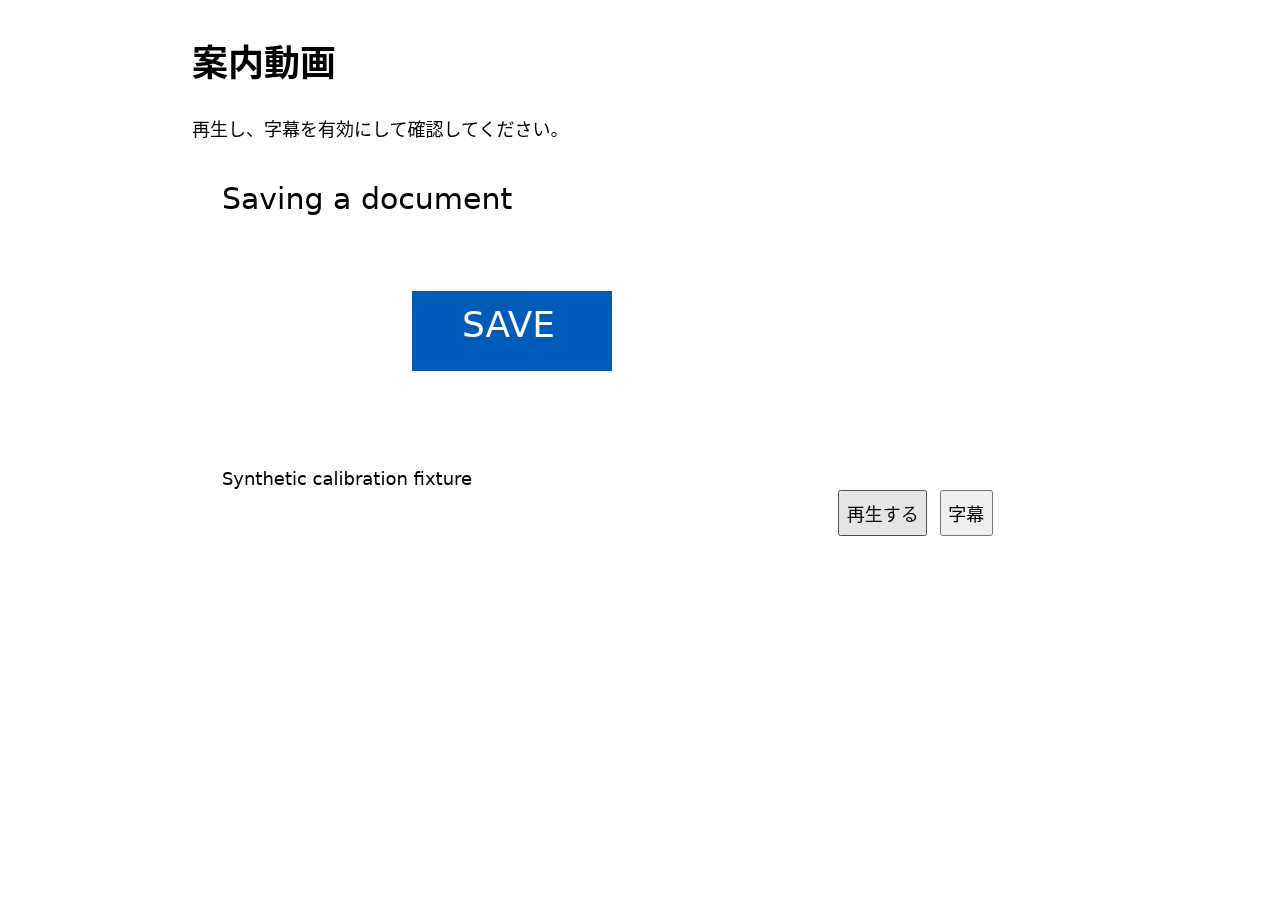 案内動画
再生し、字幕を有効にして確認してください。
Saving a document
SAVE
Synthetic calibration fixture
再生する
字幕